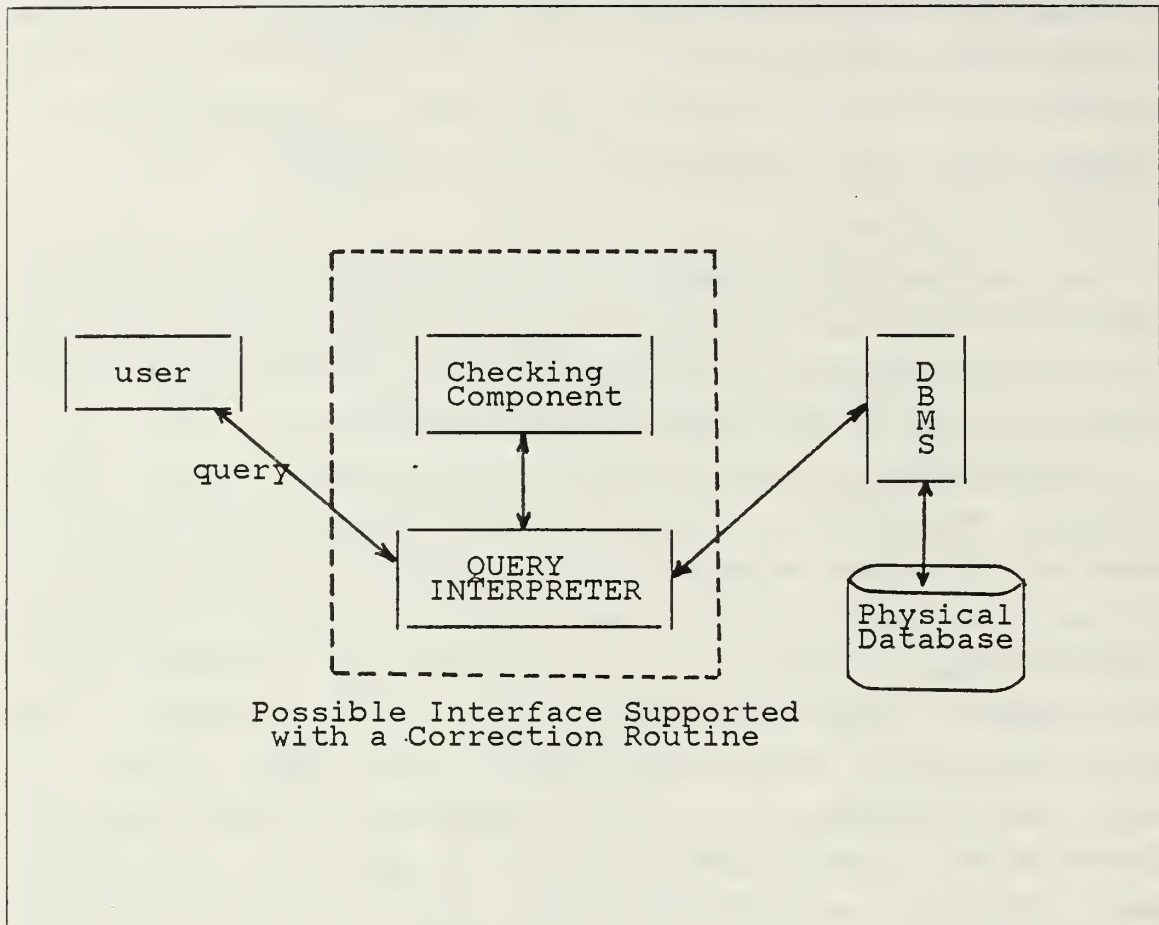 user
query
Checking
Component
QUERY
INTERPRETER
D
B
M
S
Physical
Database
Possible Interface Supported
with a Correction Routine